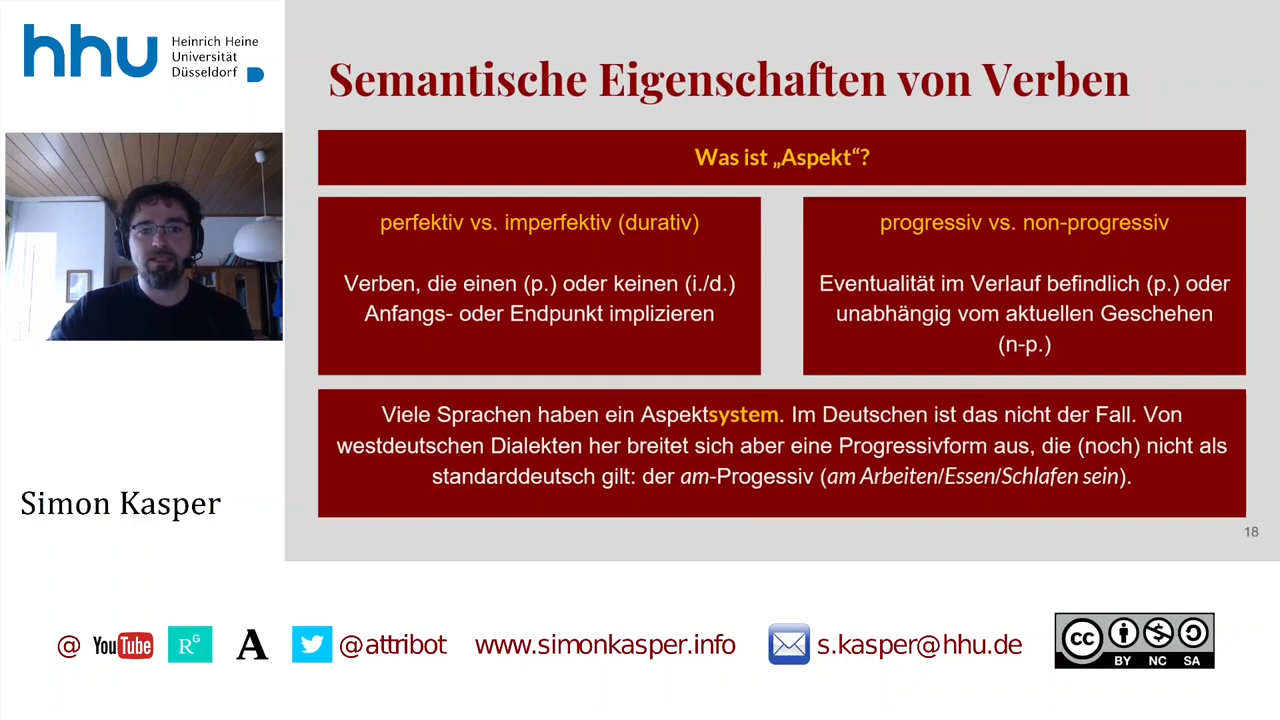 hhu
Heinrich Heine
Universität
Düsseldorf
Semantische Eigenschaften von Verben
Was ist „Aspekt“?
perfektiv vs. imperfektiv (durativ)
Verben, die einen (p.) oder keinen (i./d.)
Anfangs- oder Endpunkt implizieren
progressiv vs. non-progressiv
Eventualität im Verlauf befindlich (p.) oder
unabhängig vom aktuellen Geschehen
(n-p.)
Viele Sprachen haben ein Aspektsystem. Im Deutschen ist das nicht der Fall. Von
westdeutschen Dialekten her breitet sich aber eine Progressivform aus, die (noch) nicht als
standarddeutsch gilt: der am-Progessiv (am Arbeiten/Essen/Schlafen sein).
18
Simon Kasper
@ YouTube RG A @attribot www.simonkasper.info s.kasper@hhu.de
cc BY NC SA